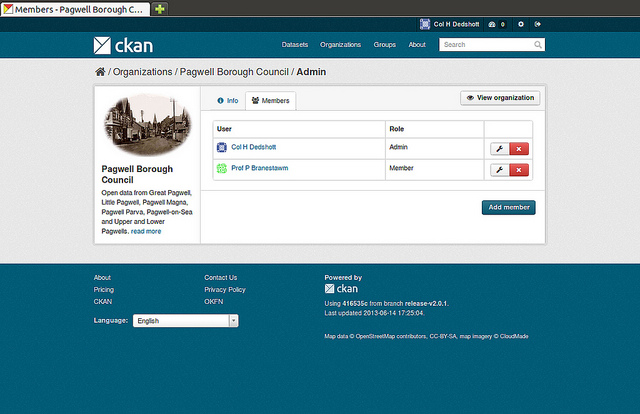 Members - Pagwell Borough C...
Col H Dedshott 0
ckan
Datasets Organizations Groups About Search
/ Organizations / Pagwell Borough Council / Admin
Info Members
View organization
User Role
Col H Dedshott Admin
Prof P Branestawm Member
Add member
Pagwell Borough
Council
Open data from Great Pagwell,
Little Pagwell, Pagwell Magna,
Pagwell Parva, Pagwell-on-Sea
and Upper and Lower
Pagwells. read more
About
Pricing
CKAN
Contact Us
Privacy Policy
OKFN
Language: English
Powered by
ckan
Using 416535c from branch release-v2.0.1.
Last updated 2013-06-14 17:25:04.
Map data © OpenStreetMap contributors, CC-BY-SA, map imagery © CloudMade